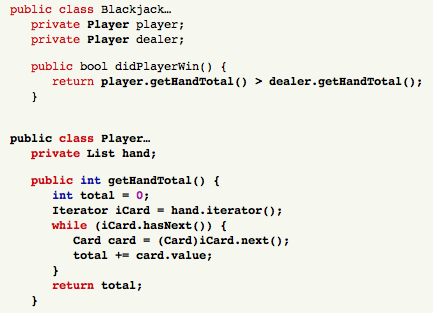 public class Blackjack…
private Player player;
private Player dealer;
public bool didPlayerWin() {
return player.getHandTotal() > dealer.getHandTotal();
}
public class Player…
private List hand;
public int getHandTotal() {
int total = 0;
Iterator iCard = hand.iterator();
while (iCard.hasNext()) {
Card card = (Card)iCard.next();
total += card.value;
}
return total;
}